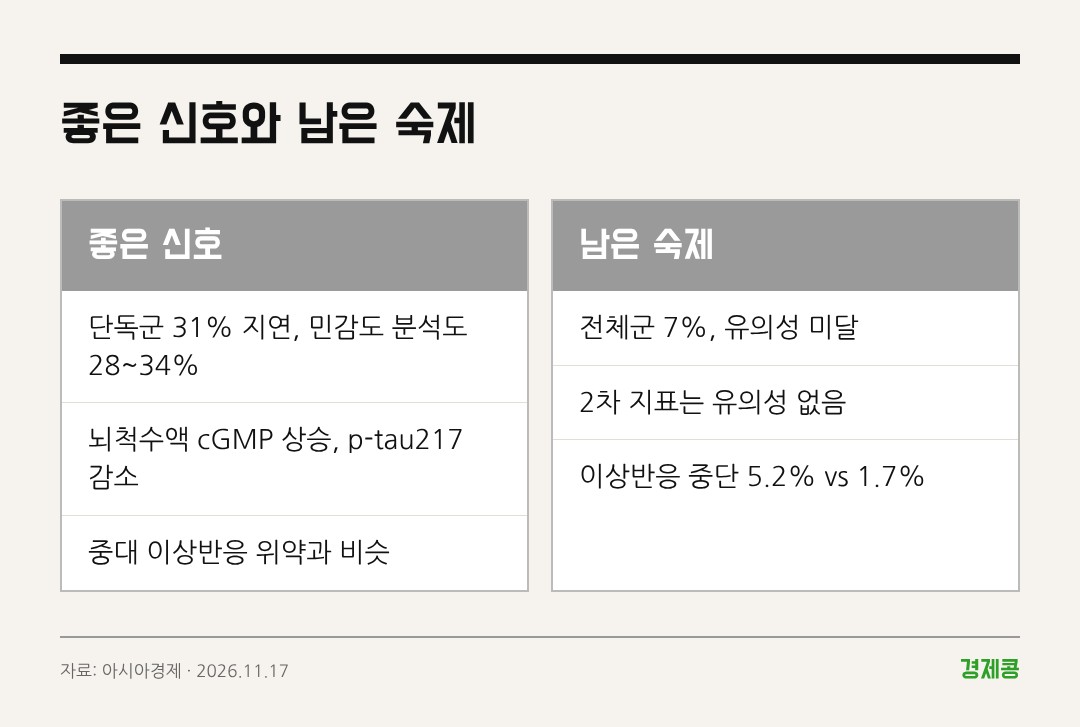 좋은 신호와 남은 숙제
좋은 신호
단독군 31% 지연, 민감도 분석도
28~34%
뇌척수액 cGMP 상승, p-tau217
감소
중대 이상반응 위약과 비슷
남은 숙제
전체군 7%, 유의성 미달
2차 지표는 유의성 없음
이상반응 중단 5.2% vs 1.7%
자료: 아시아경제 · 2026.11.17
경제콩